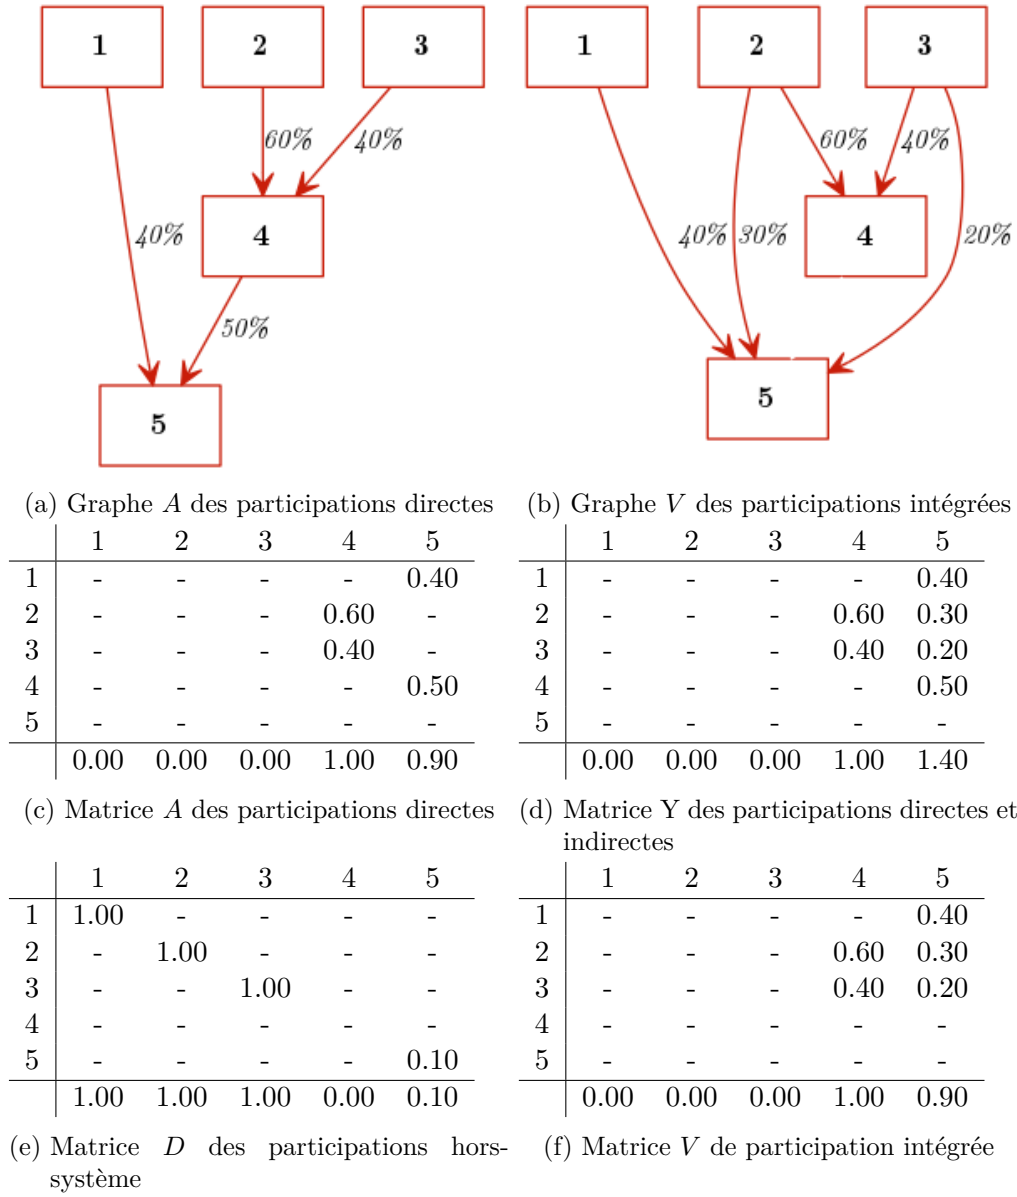 1 2 3 1 2 3
60% 40% 60% 40%
40% 4 40% 30% 4 20%
50%
5 5
(a) Graphe A des participations directes
(b) Graphe V des participations intégrées
1 2 3 4 5
1 - - - - 0.40
2 - - - 0.60 -
3 - - - 0.40 -
4 - - - - 0.50
5 - - - - -
0.00 0.00 0.00 1.00 0.90
(c) Matrice A des participations directes
1 2 3 4 5
1 - - - - 0.40
2 - - - 0.60 0.30
3 - - - 0.40 0.20
4 - - - - 0.50
5 - - - - -
0.00 0.00 0.00 1.00 1.40
(d) Matrice Y des participations directes et
indirectes
1 2 3 4 5
1 1.00 - - - -
2 - 1.00 - - -
3 - - 1.00 - -
4 - - - - -
5 - - - - 0.10
1.00 1.00 1.00 0.00 0.10
(e) Matrice D des participations hors-
système
1 2 3 4 5
1 - - - - 0.40
2 - - - 0.60 0.30
3 - - - 0.40 0.20
4 - - - - -
5 - - - - -
0.00 0.00 0.00 1.00 0.90
(f) Matrice V de participation intégrée